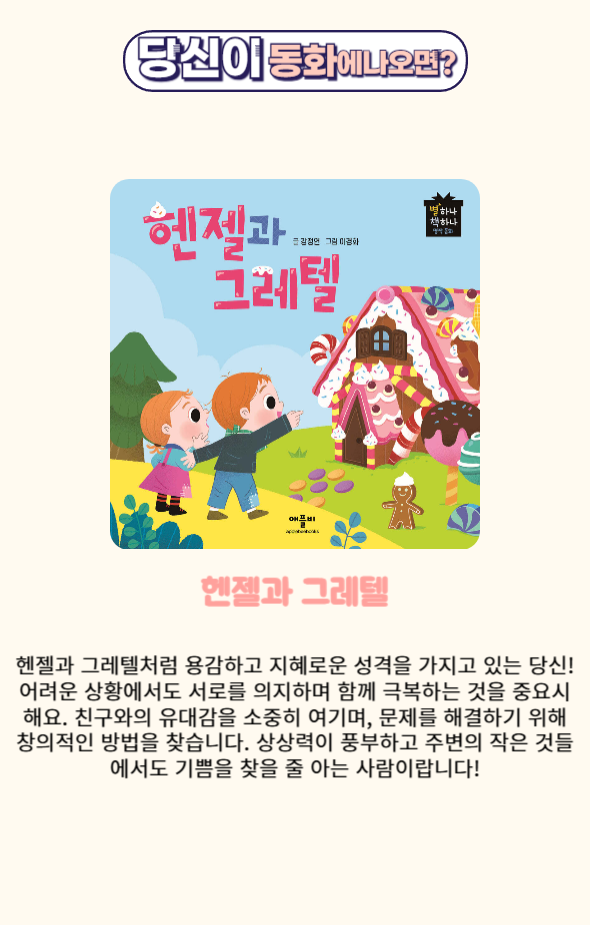 당신이 동화에나오면?
헨젤과
글 강정연 그림 이경화
그레텔
별하나
책하나
명작 동화
애플비
applebeebooks
헨젤과 그레텔
헨젤과 그레텔처럼 용감하고 지혜로운 성격을 가지고 있는 당신!
어려운 상황에서도 서로를 의지하며 함께 극복하는 것을 중요시
해요. 친구와의 유대감을 소중히 여기며, 문제를 해결하기 위해
창의적인 방법을 찾습니다. 상상력이 풍부하고 주변의 작은 것들
에서도 기쁨을 찾을 줄 아는 사람이랍니다!